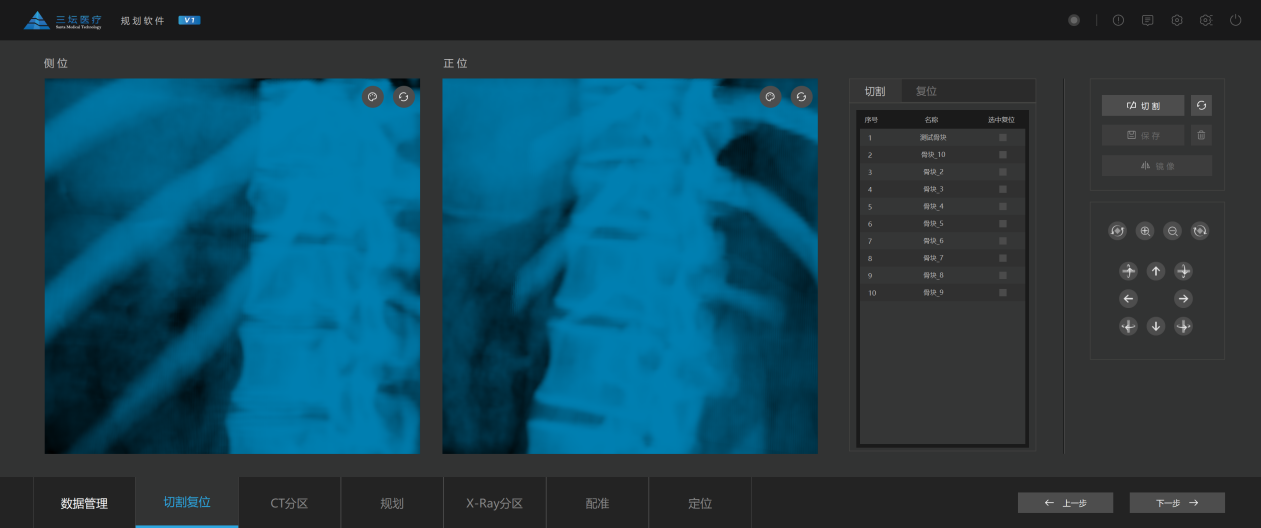 三坛医疗
Santa Medical Technology
规划软件 V1
侧位
正位
切割 复位
序号 名称 选中复位
1 测试骨块
2 骨块_10
3 骨块_2
4 骨块_3
5 骨块_4
6 骨块_5
7 骨块_6
8 骨块_7
9 骨块_8
10 骨块_9
切割
保存
镜像
数据管理 切割复位 CT分区 规划 X-Ray分区 配准 定位
上一步 下一步